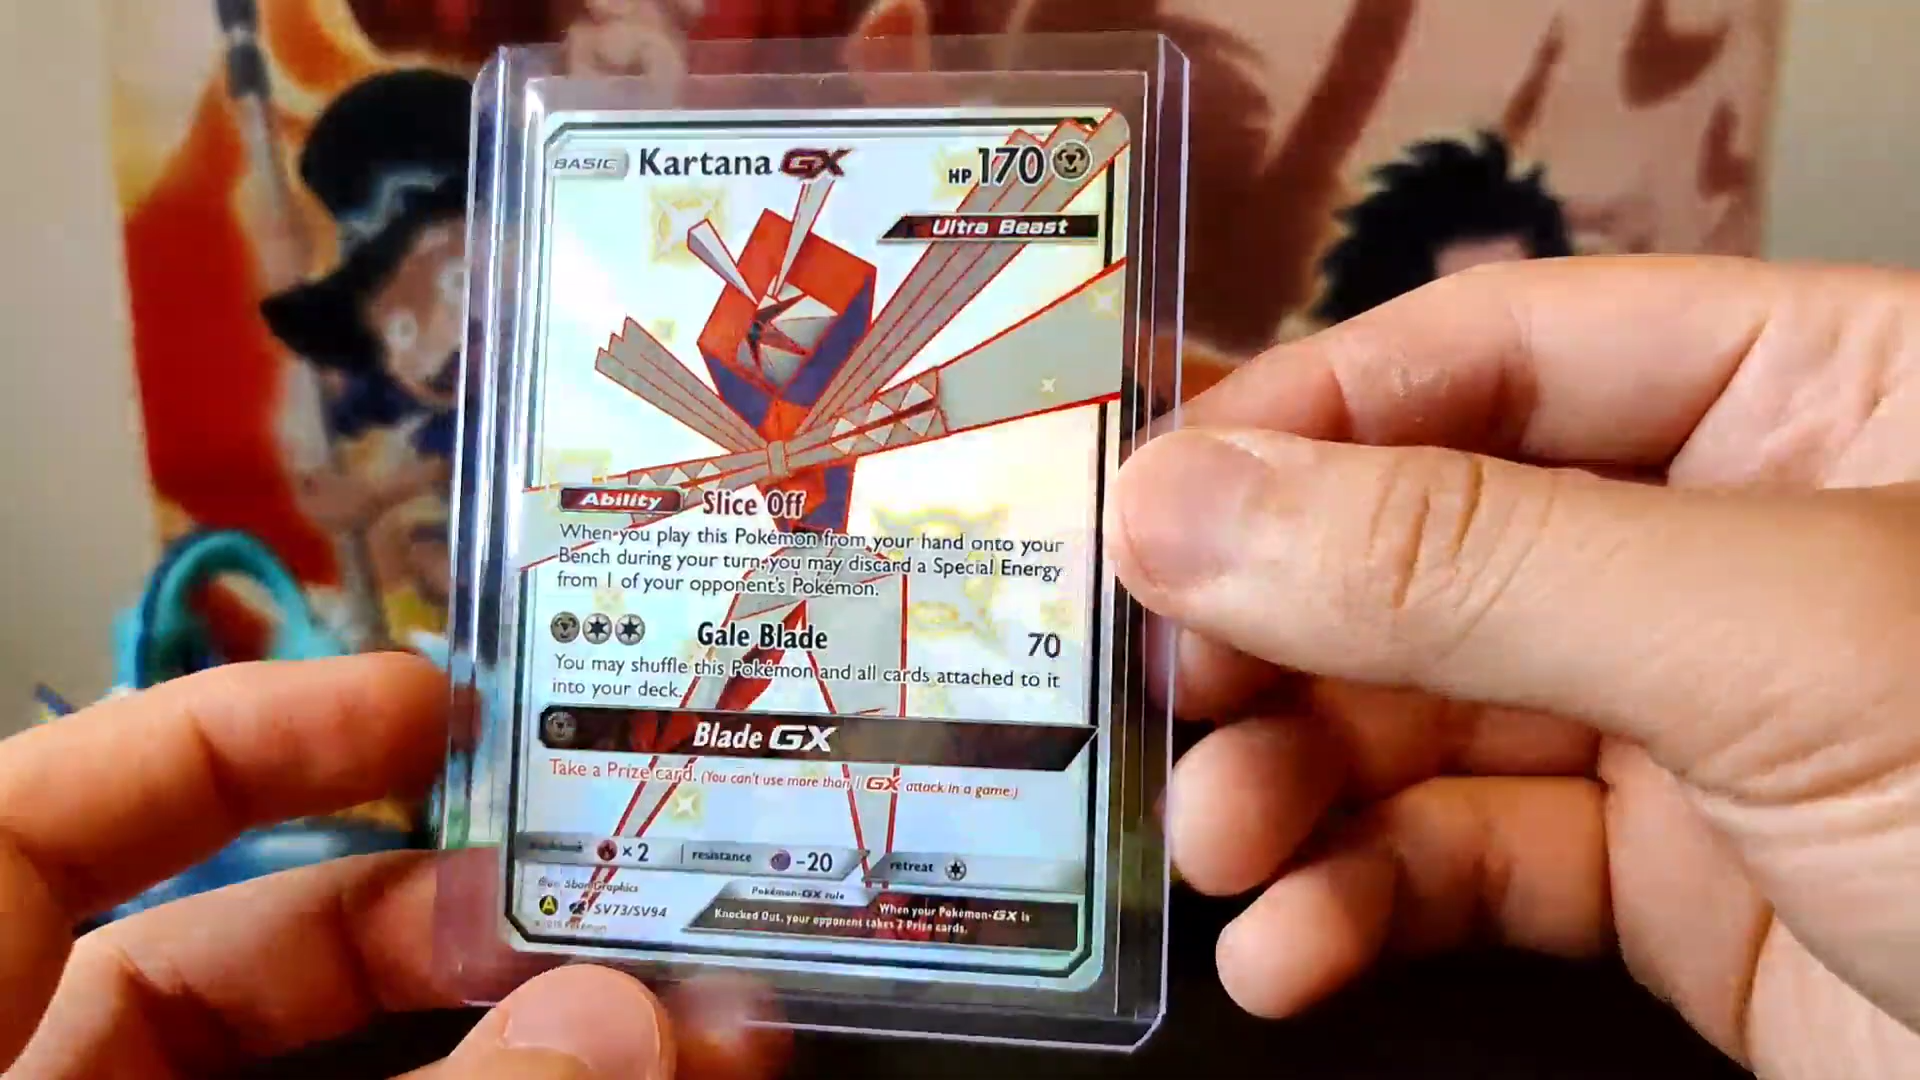 BASIC Kartana GX HP 170
Ultra Beast
Ability Slice Off
When you play this Pokémon from your hand onto your
Bench during your turn, you may discard a Special Energy
from 1 of your opponent's Pokémon.
Gale Blade 70
You may shuffle this Pokémon and all cards attached to it
into your deck.
Blade GX
Take a Prize card. (You can't use more than 1 GX attack in a game.)
×2 resistance -20 retreat
Pokémon-GX rule
When your Pokémon-GX is
Knocked Out, your opponent takes 2 Prize cards.
5ban Graphics
A SV73/SV94